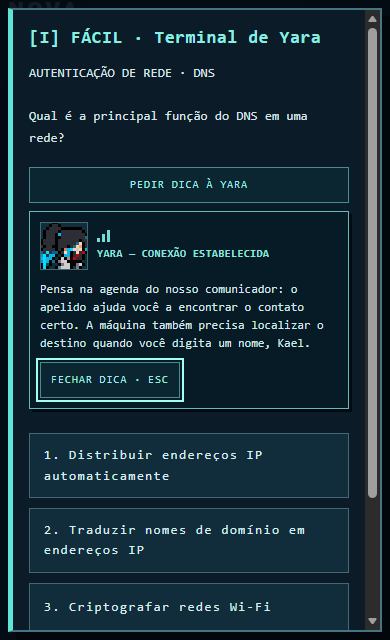 NOVA
[I] FÁCIL · Terminal de Yara
AUTENTICAÇÃO DE REDE · DNS
Qual é a principal função do DNS em uma
rede?
PEDIR DICA À YARA
YARA — CONEXÃO ESTABELECIDA
Pensa na agenda do nosso comunicador: o
apelido ajuda você a encontrar o contato
certo. A máquina também precisa localizar o
destino quando você digita um nome, Kael.
FECHAR DICA · ESC
1. Distribuir endereços IP
automaticamente
2. Traduzir nomes de domínio em
endereços IP
3. Criptografar redes Wi-Fi